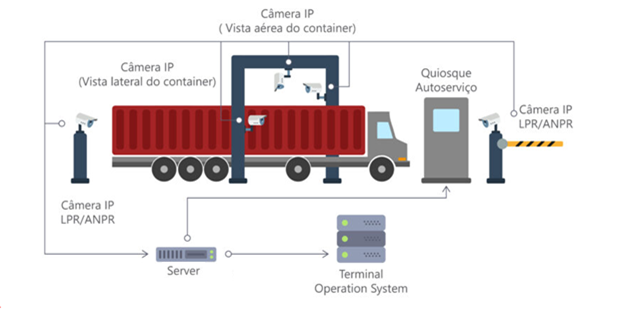 Câmera IP
( Vista aérea do container)
Câmera IP
(Vista lateral do container)
Quiosque
Autoserviço
Câmera IP
LPR/ANPR
Câmera IP
LPR/ANPR
Server
Terminal
Operation System